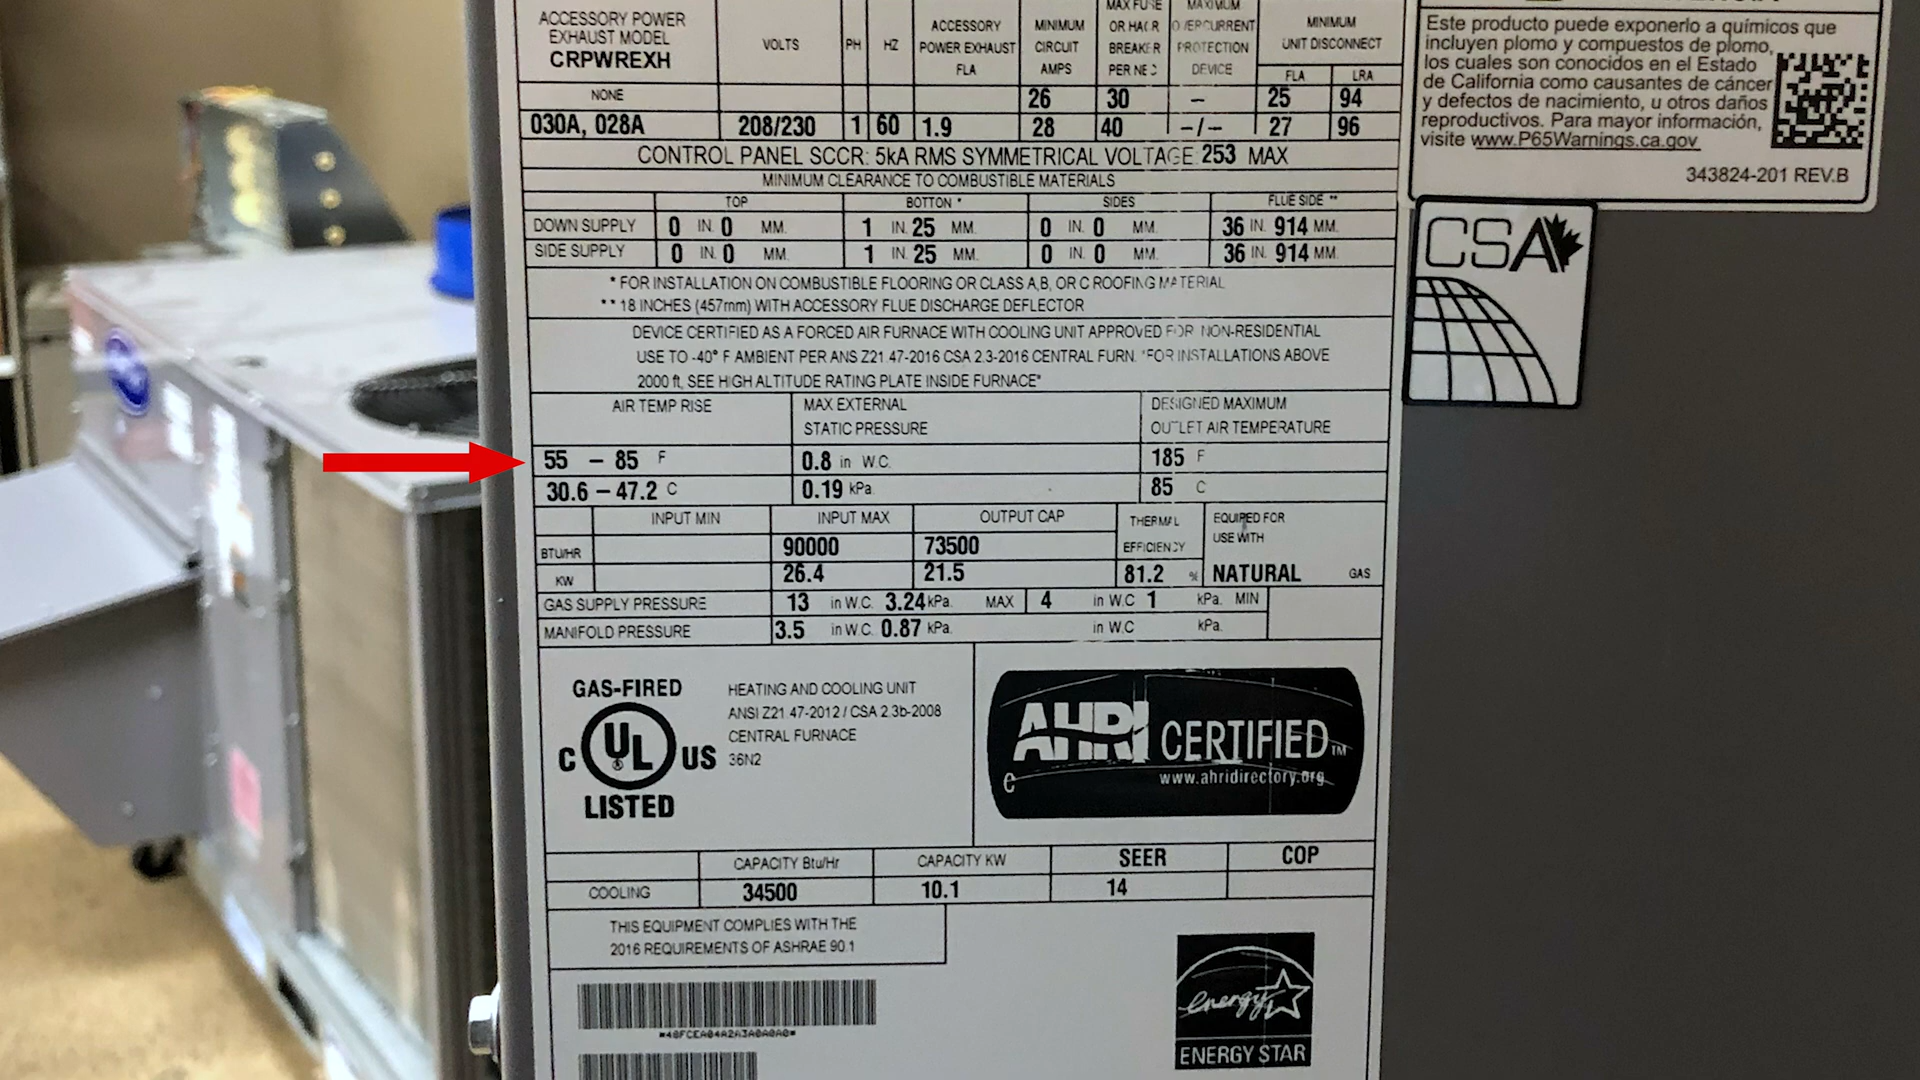 ACCESSORY POWER EXHAUST MODEL CRPWREXH VOLTS PH HZ ACCESSORY POWER EXHAUST FLA MINIMUM CIRCUIT AMPS MAX FUSE OR HACR BREAKER PER NEC MAXIMUM OVERCURRENT PROTECTION DEVICE MINIMUM UNIT DISCONNECT
FLA LRA
NONE 26 30 – 25 94
030A, 028A 208/230 1 60 1.9 28 40 –/– 27 96
CONTROL PANEL SCCR: 5kA RMS SYMMETRICAL VOLTAGE: 253 MAX
MINIMUM CLEARANCE TO COMBUSTIBLE MATERIALS
TOP BOTTON * SIDES FLUE SIDE **
DOWN SUPPLY 0 IN. 0 MM. 1 IN. 25 MM. 0 IN. 0 MM. 36 IN. 914 MM.
SIDE SUPPLY 0 IN. 0 MM. 1 IN. 25 MM. 0 IN. 0 MM. 36 IN. 914 MM.
* FOR INSTALLATION ON COMBUSTIBLE FLOORING OR CLASS A,B, OR C ROOFING MATERIAL
** 18 INCHES (457mm) WITH ACCESSORY FLUE DISCHARGE DEFLECTOR
DEVICE CERTIFIED AS A FORCED AIR FURNACE WITH COOLING UNIT APPROVED FOR NON-RESIDENTIAL
USE TO -40° F AMBIENT PER ANS Z21.47-2016 CSA 2.3-2016 CENTRAL FURN. *FOR INSTALLATIONS ABOVE
2000 ft, SEE HIGH ALTITUDE RATING PLATE INSIDE FURNACE*
AIR TEMP RISE MAX EXTERNAL STATIC PRESSURE DESIGNED MAXIMUM OUTLET AIR TEMPERATURE
55 – 85 F 0.8 in W.C. 185 F
30.6 – 47.2 C 0.19 kPa 85 C
INPUT MIN INPUT MAX OUTPUT CAP THERMAL EFFICIENCY EQUIPED FOR USE WITH
BTU/HR 90000 73500
KW 26.4 21.5 81.2 % NATURAL GAS
GAS SUPPLY PRESSURE 13 in W.C. 3.24 kPa. MAX 4 in W.C 1 kPa. MIN
MANIFOLD PRESSURE 3.5 in W.C. 0.87 kPa. in W.C kPa.
GAS-FIRED
C UL US
LISTED
HEATING AND COOLING UNIT
ANSI Z21.47-2012 / CSA 2.3b-2008
CENTRAL FURNACE
36N2
AHRI CERTIFIED TM
C
www.ahridirectory.org
CAPACITY Btu/Hr CAPACITY KW SEER COP
COOLING 34500 10.1 14
THIS EQUIPMENT COMPLIES WITH THE
2016 REQUIREMENTS OF ASHRAE 90.1
*48FCEA04A2A3A0A0A0*
energy
ENERGY STAR
Este producto puede exponerlo a químicos que
incluyen plomo y compuestos de plomo,
los cuales son conocidos en el Estado
de California como causantes de cáncer
y defectos de nacimiento, u otros daños
reproductivos. Para mayor información,
visite www.P65Warnings.ca.gov
343824-201 REV.B
CSA